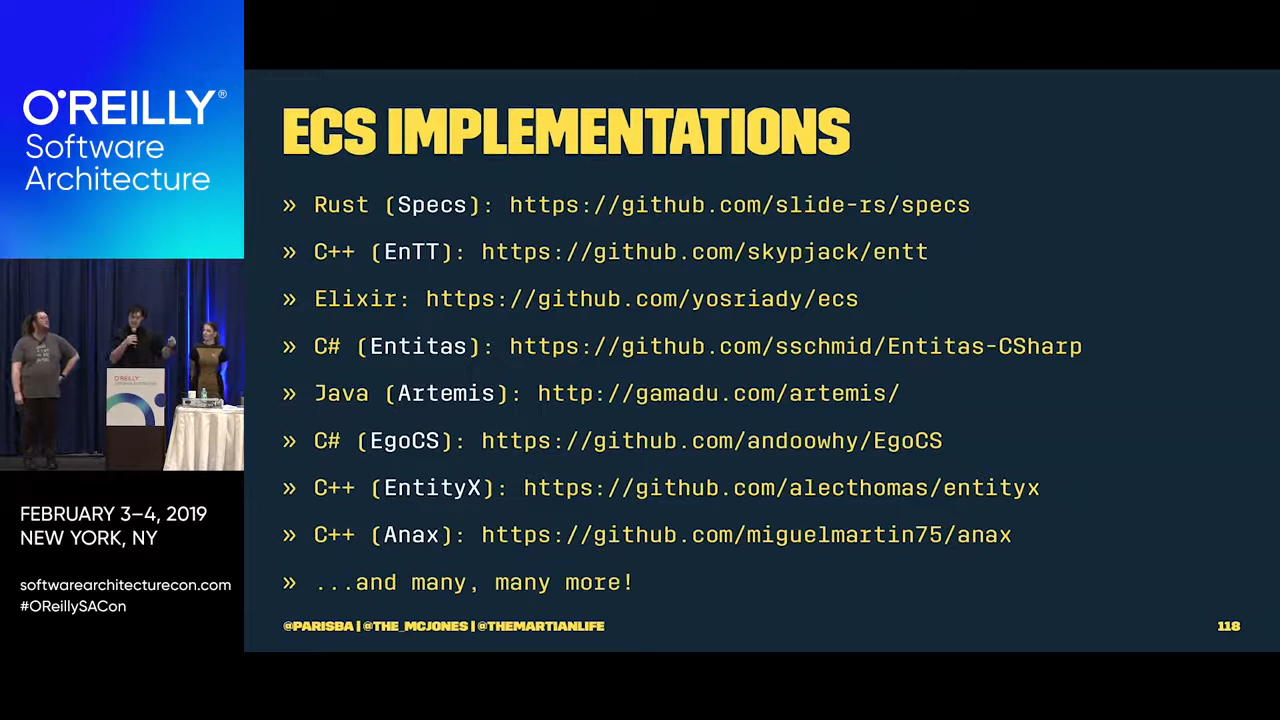 O'REILLY®
Software
Architecture
FEBRUARY 3–4, 2019
NEW YORK, NY
softwarearchitecturecon.com
#OReillySACon
ECS IMPLEMENTATIONS
» Rust (Specs): https://github.com/slide-rs/specs
» C++ (EnTT): https://github.com/skypjack/entt
» Elixir: https://github.com/yosriady/ecs
» C# (Entitas): https://github.com/sschmid/Entitas-CSharp
» Java (Artemis): http://gamadu.com/artemis/
» C# (EgoCS): https://github.com/andoowhy/EgoCS
» C++ (EntityX): https://github.com/alecthomas/entityx
» C++ (Anax): https://github.com/miguelmartin75/anax
» ...and many, many more!
@PARISBA | @THE_MCJONES | @THEMARTIANLIFE
118
O'REILLY